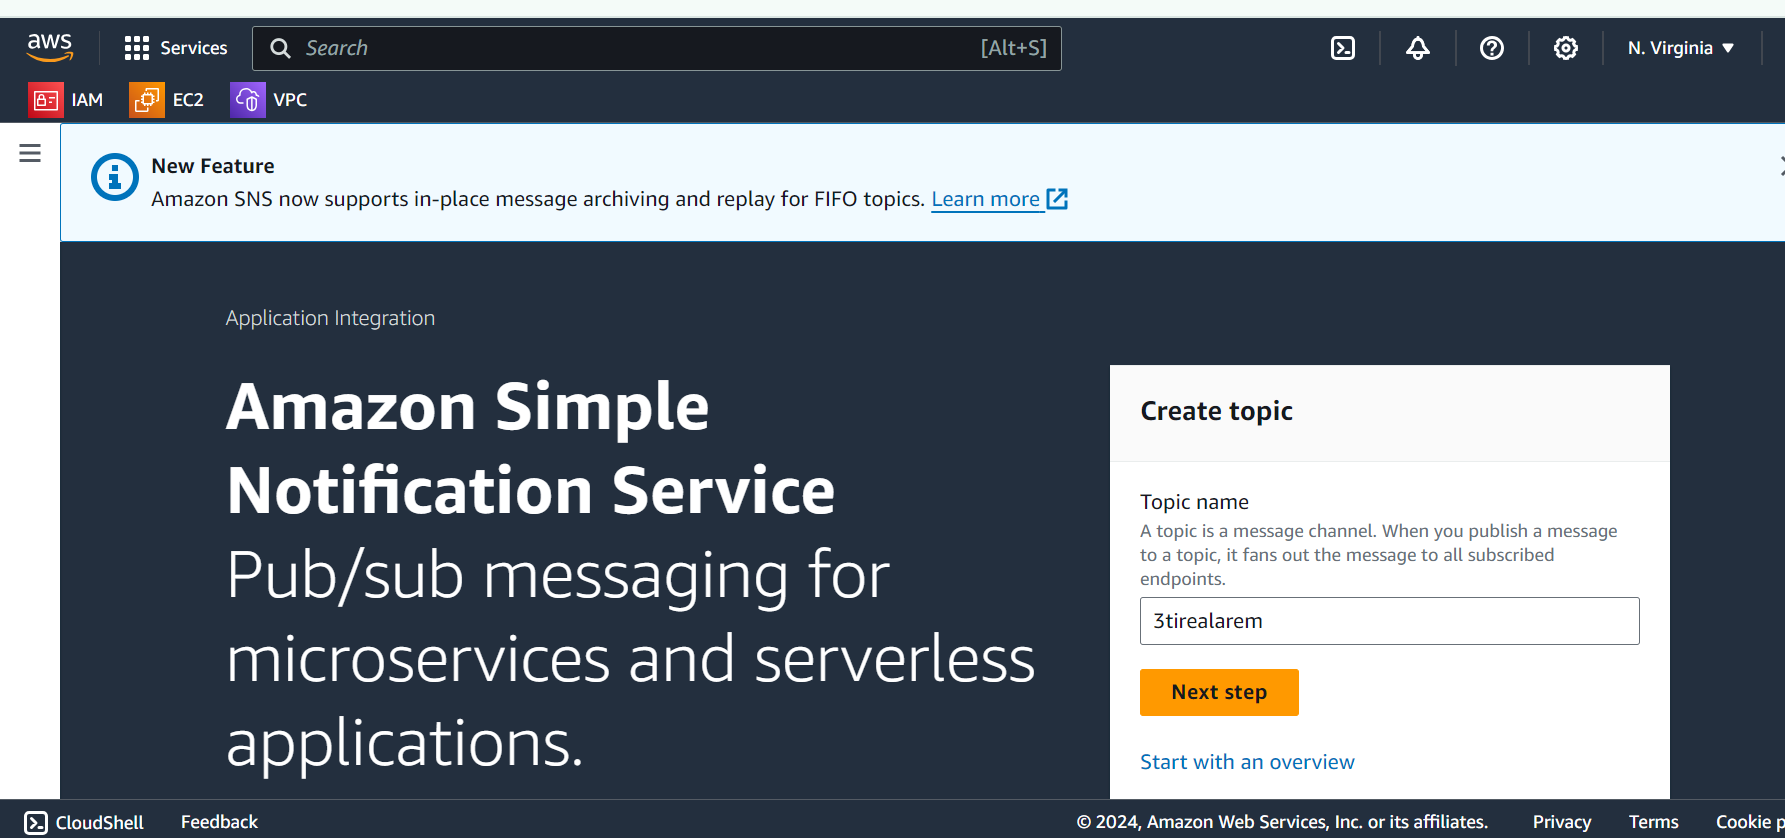 aws
Services
Search
[Alt+S]
N. Virginia
IAM
EC2
VPC
New Feature
Amazon SNS now supports in-place message archiving and replay for FIFO topics. Learn more
Application Integration
Amazon Simple
Notification Service
Pub/sub messaging for
microservices and serverless
applications.
Create topic
Topic name
A topic is a message channel. When you publish a message
to a topic, it fans out the message to all subscribed
endpoints.
3tirealarem
Next step
Start with an overview
CloudShell
Feedback
© 2024, Amazon Web Services, Inc. or its affiliates.
Privacy
Terms
Cookie p